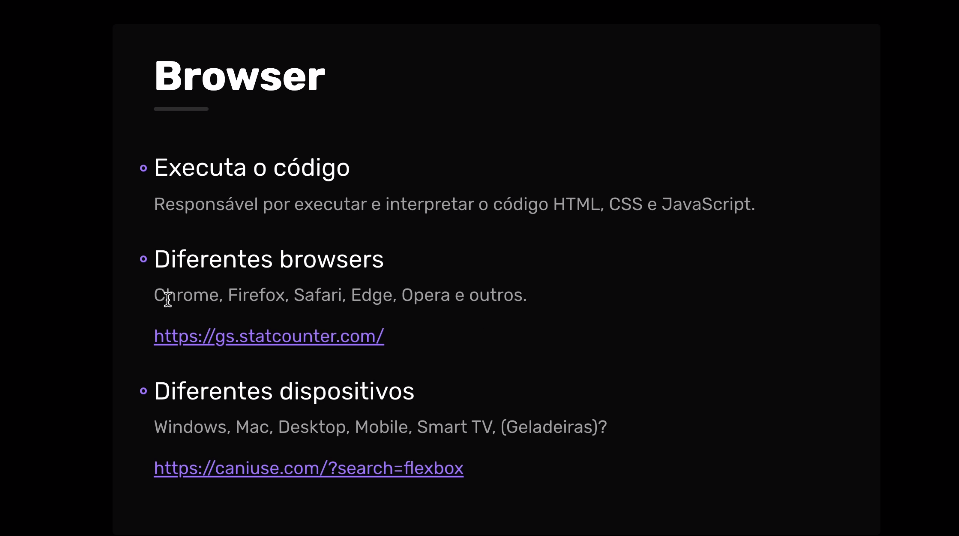 Browser
Executa o código
Responsável por executar e interpretar o código HTML, CSS e JavaScript.
Diferentes browsers
Chrome, Firefox, Safari, Edge, Opera e outros.
https://gs.statcounter.com/
Diferentes dispositivos
Windows, Mac, Desktop, Mobile, Smart TV, (Geladeiras)?
https://caniuse.com/?search=flexbox